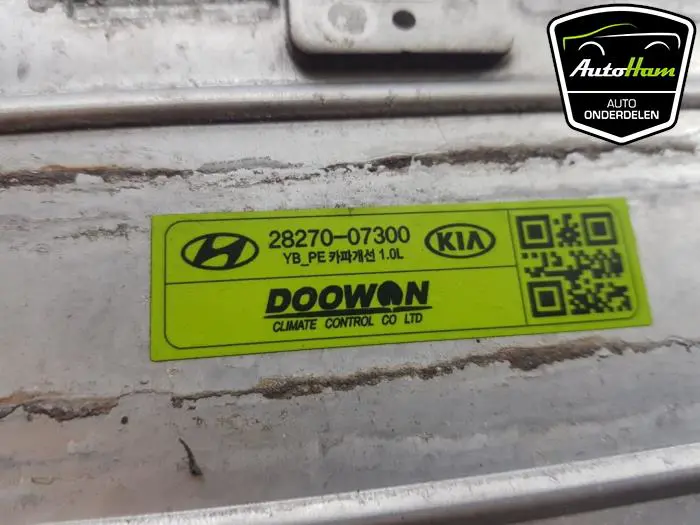 AutoHam
AUTO
ONDERDELEN
28270-07300
KIA
YB_PE 카파개선 1.0L
DOOWON
CLIMATE CONTROL CO LTD